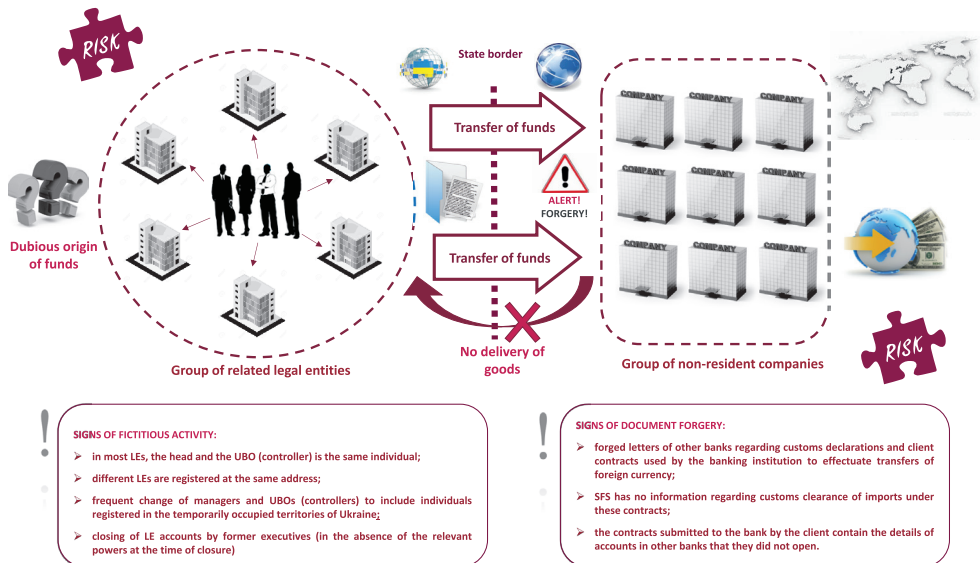 RISK
State border
Transfer of funds
COMPANY COMPANY COMPANY
COMPANY COMPANY COMPANY
COMPANY COMPANY COMPANY
ALERT!
FORGERY!
Dubious origin
of funds
Transfer of funds
No delivery of
goods
Group of related legal entities
Group of non-resident companies
RISK
SIGNS OF FICTITIOUS ACTIVITY:
➢ in most LEs, the head and the UBO (controller) is the same individual;
➢ different LEs are registered at the same address;
➢ frequent change of managers and UBOs (controllers) to include individuals
registered in the temporarily occupied territories of Ukraine;
➢ closing of LE accounts by former executives (in the absence of the relevant
powers at the time of closure)
SIGNS OF DOCUMENT FORGERY:
➢ forged letters of other banks regarding customs declarations and client
contracts used by the banking institution to effectuate transfers of
foreign currency;
➢ SFS has no information regarding customs clearance of imports under
these contracts;
➢ the contracts submitted to the bank by the client contain the details of
accounts in other banks that they did not open.